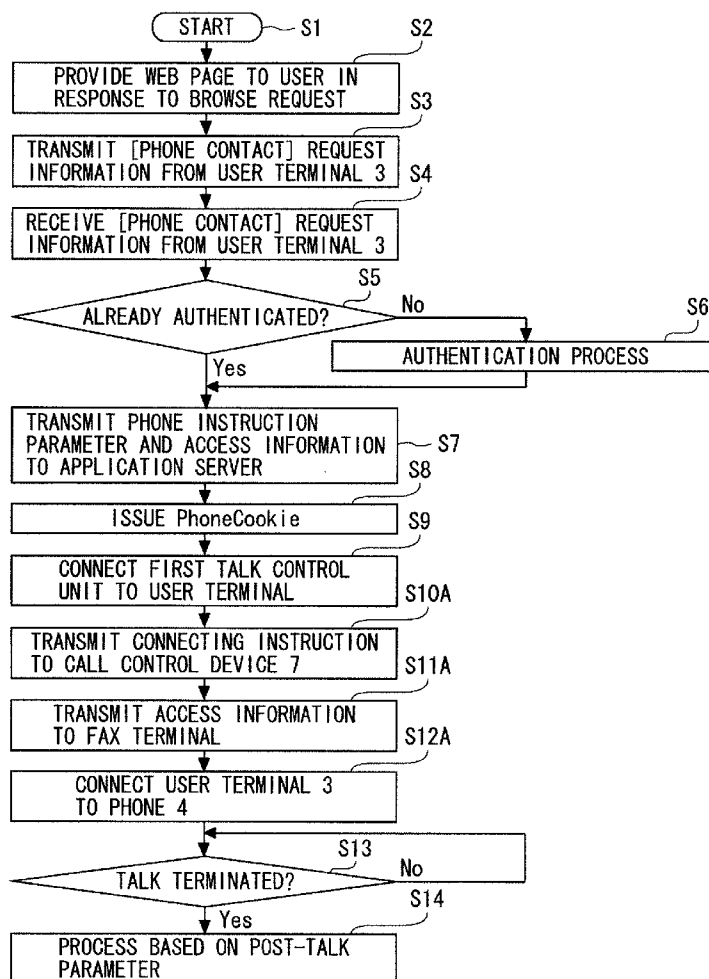 START
S1
S2
PROVIDE WEB PAGE TO USER IN
RESPONSE TO BROWSE REQUEST
S3
TRANSMIT [PHONE CONTACT] REQUEST
INFORMATION FROM USER TERMINAL 3
S4
RECEIVE [PHONE CONTACT] REQUEST
INFORMATION FROM USER TERMINAL 3
S5
ALREADY AUTHENTICATED?
No
S6
AUTHENTICATION PROCESS
Yes
TRANSMIT PHONE INSTRUCTION
PARAMETER AND ACCESS INFORMATION
TO APPLICATION SERVER
S7
S8
ISSUE PhoneCookie
S9
CONNECT FIRST TALK CONTROL
UNIT TO USER TERMINAL
S10A
TRANSMIT CONNECTING INSTRUCTION
TO CALL CONTROL DEVICE 7
S11A
TRANSMIT ACCESS INFORMATION
TO FAX TERMINAL
S12A
CONNECT USER TERMINAL 3
TO PHONE 4
S13
TALK TERMINATED?
No
Yes
S14
PROCESS BASED ON POST-TALK
PARAMETER